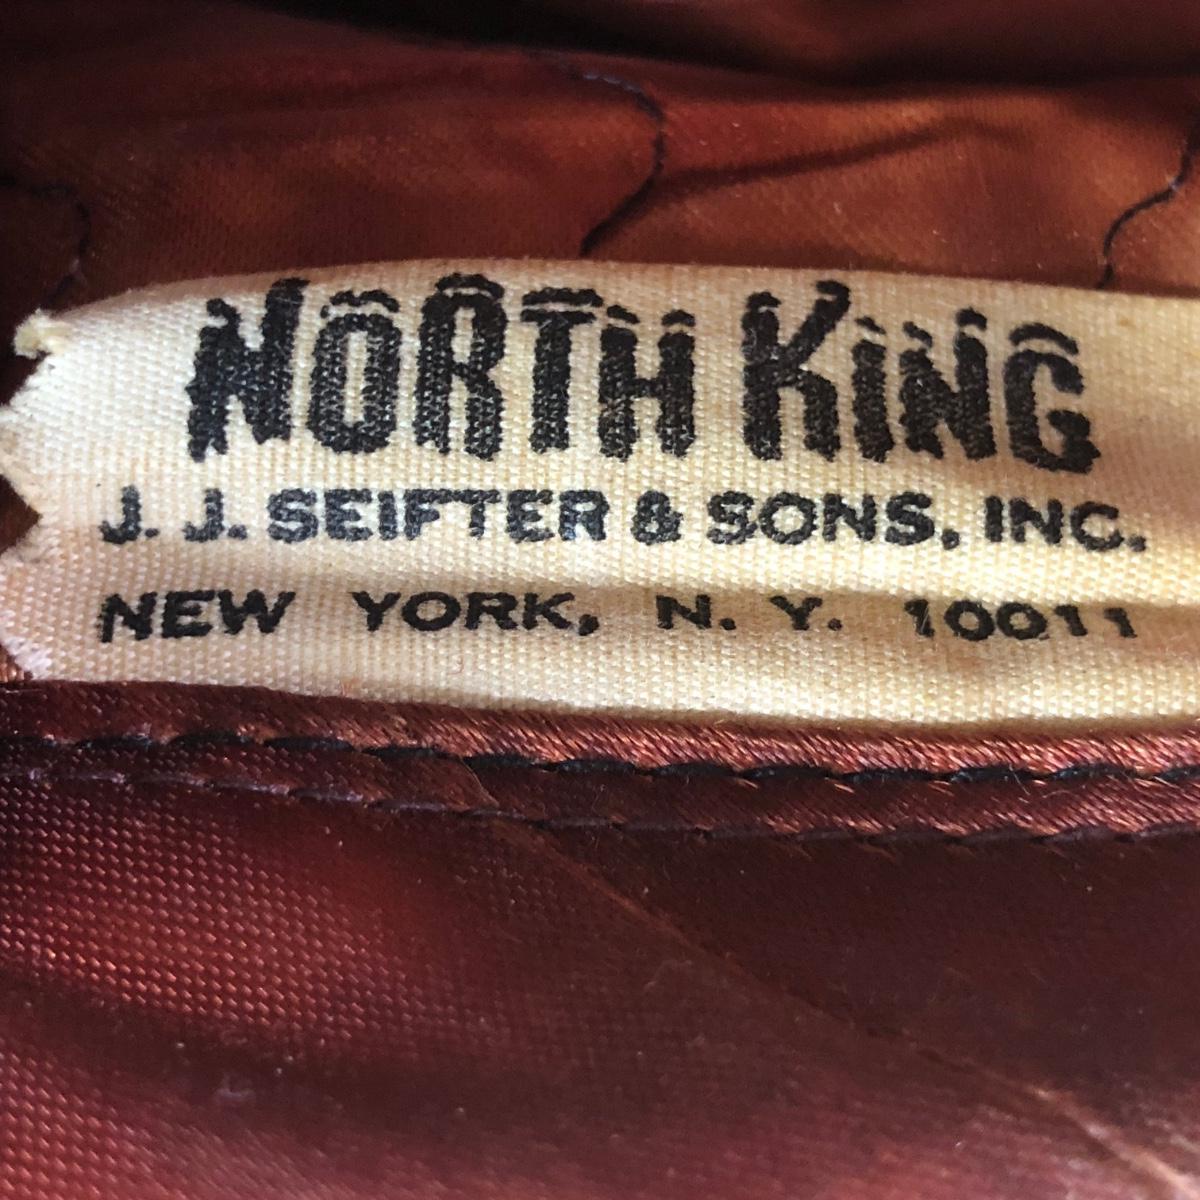 NORTH KING
J. J. SEIFTER & SONS, INC.
NEW YORK, N. Y. 10011